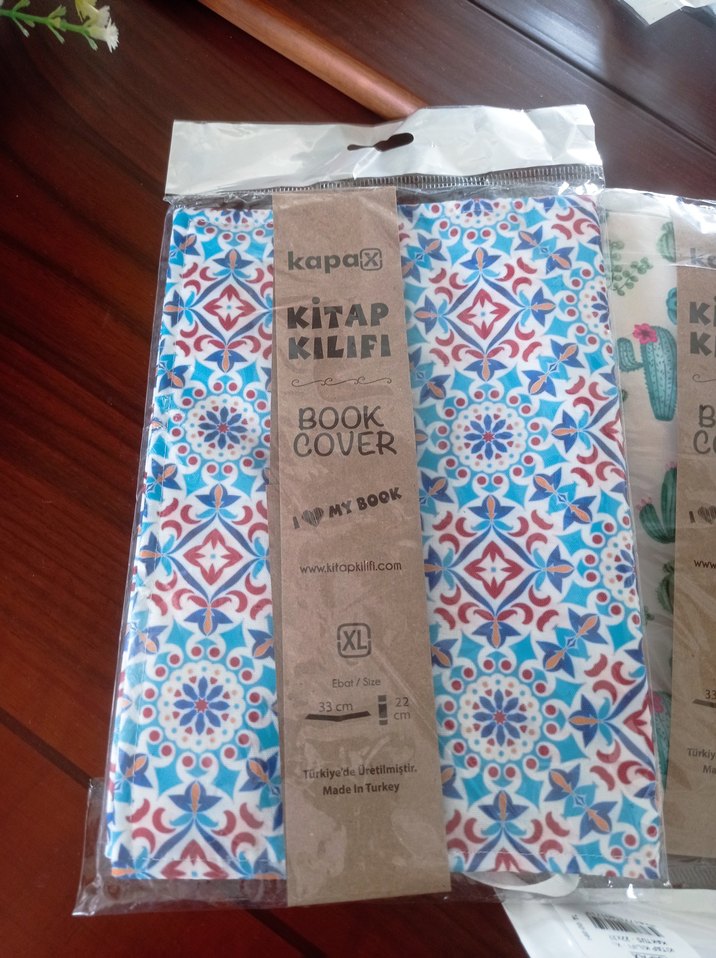 kapax
KİTAP
KILIFI
BOOK
COVER
I MY BOOK
www.kitapkilifi.com
XL
Ebat / Size
33 cm
22
cm
Türkiye'de Üretilmiştir.
Made In Turkey